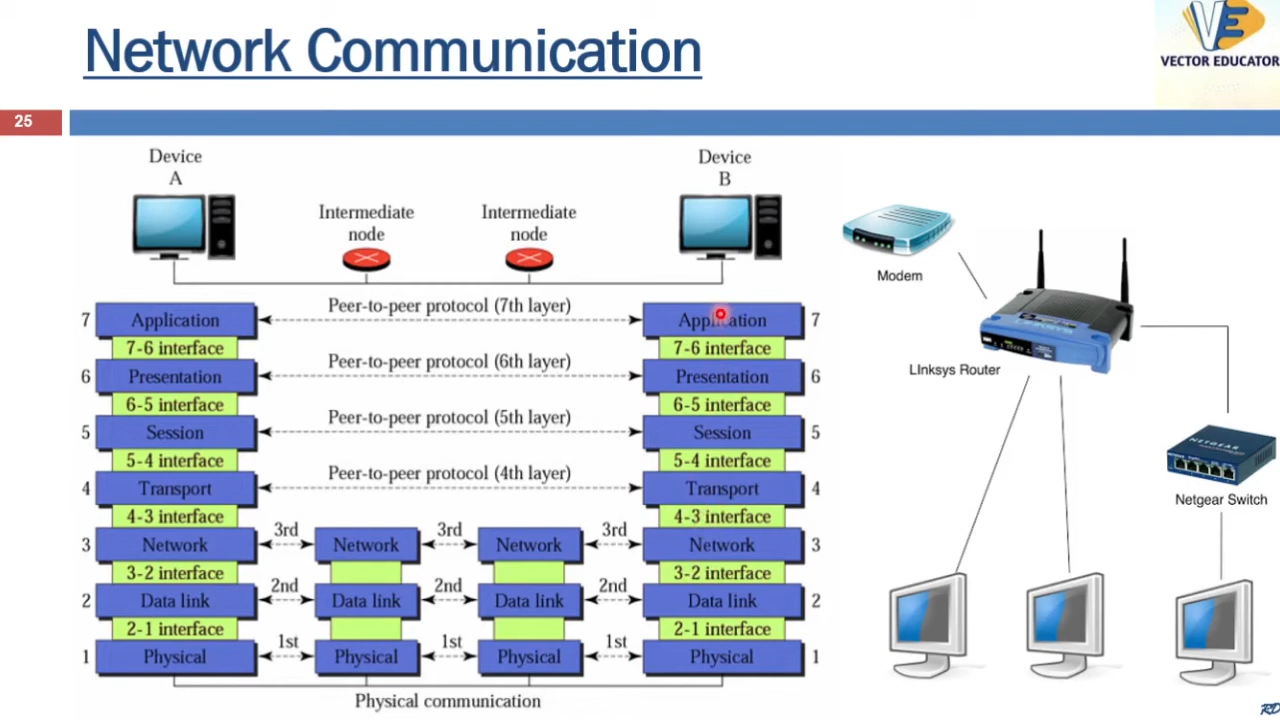 Network Communication
VECTOR EDUCATOR
25
Device
A
Device
B
Intermediate
node
Intermediate
node
7 Application Peer-to-peer protocol (7th layer) Application 7
7-6 interface 7-6 interface
6 Presentation Peer-to-peer protocol (6th layer) Presentation 6
6-5 interface 6-5 interface
5 Session Peer-to-peer protocol (5th layer) Session 5
5-4 interface 5-4 interface
4 Transport Peer-to-peer protocol (4th layer) Transport 4
4-3 interface 4-3 interface
3 Network 3rd Network 3rd Network 3rd Network 3
3-2 interface 3-2 interface
2 Data link 2nd Data link 2nd Data link 2nd Data link 2
2-1 interface 2-1 interface
1 Physical 1st Physical 1st Physical 1st Physical 1
Physical communication
Modem
LInksys Router
NETGEAR
Netgear Switch